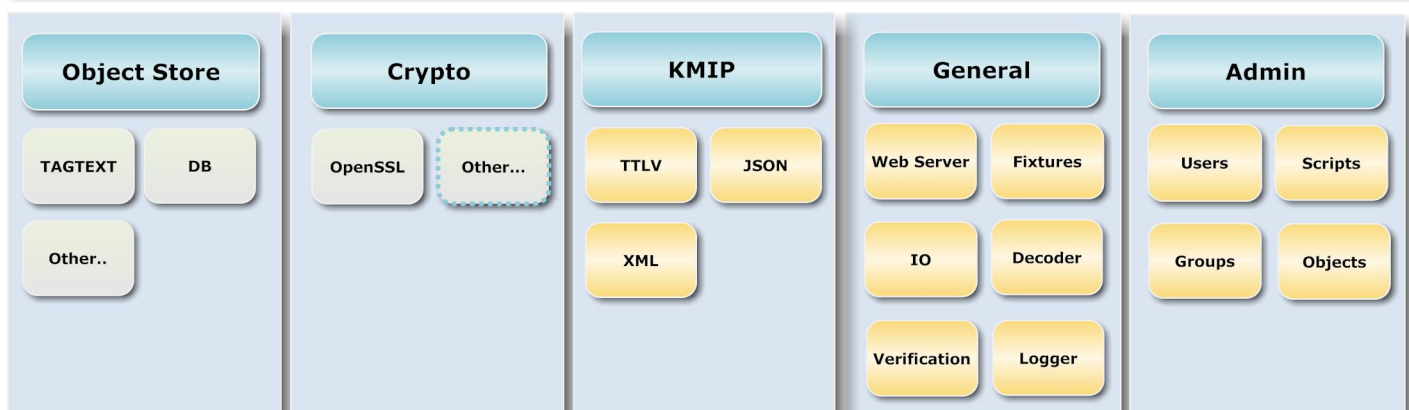 Object Store
TAGTEXT
DB
Other..
Crypto
OpenSSL
Other...
KMIP
TTLV
JSON
XML
General
Web Server
Fixtures
IO
Decoder
Verification
Logger
Admin
Users
Scripts
Groups
Objects